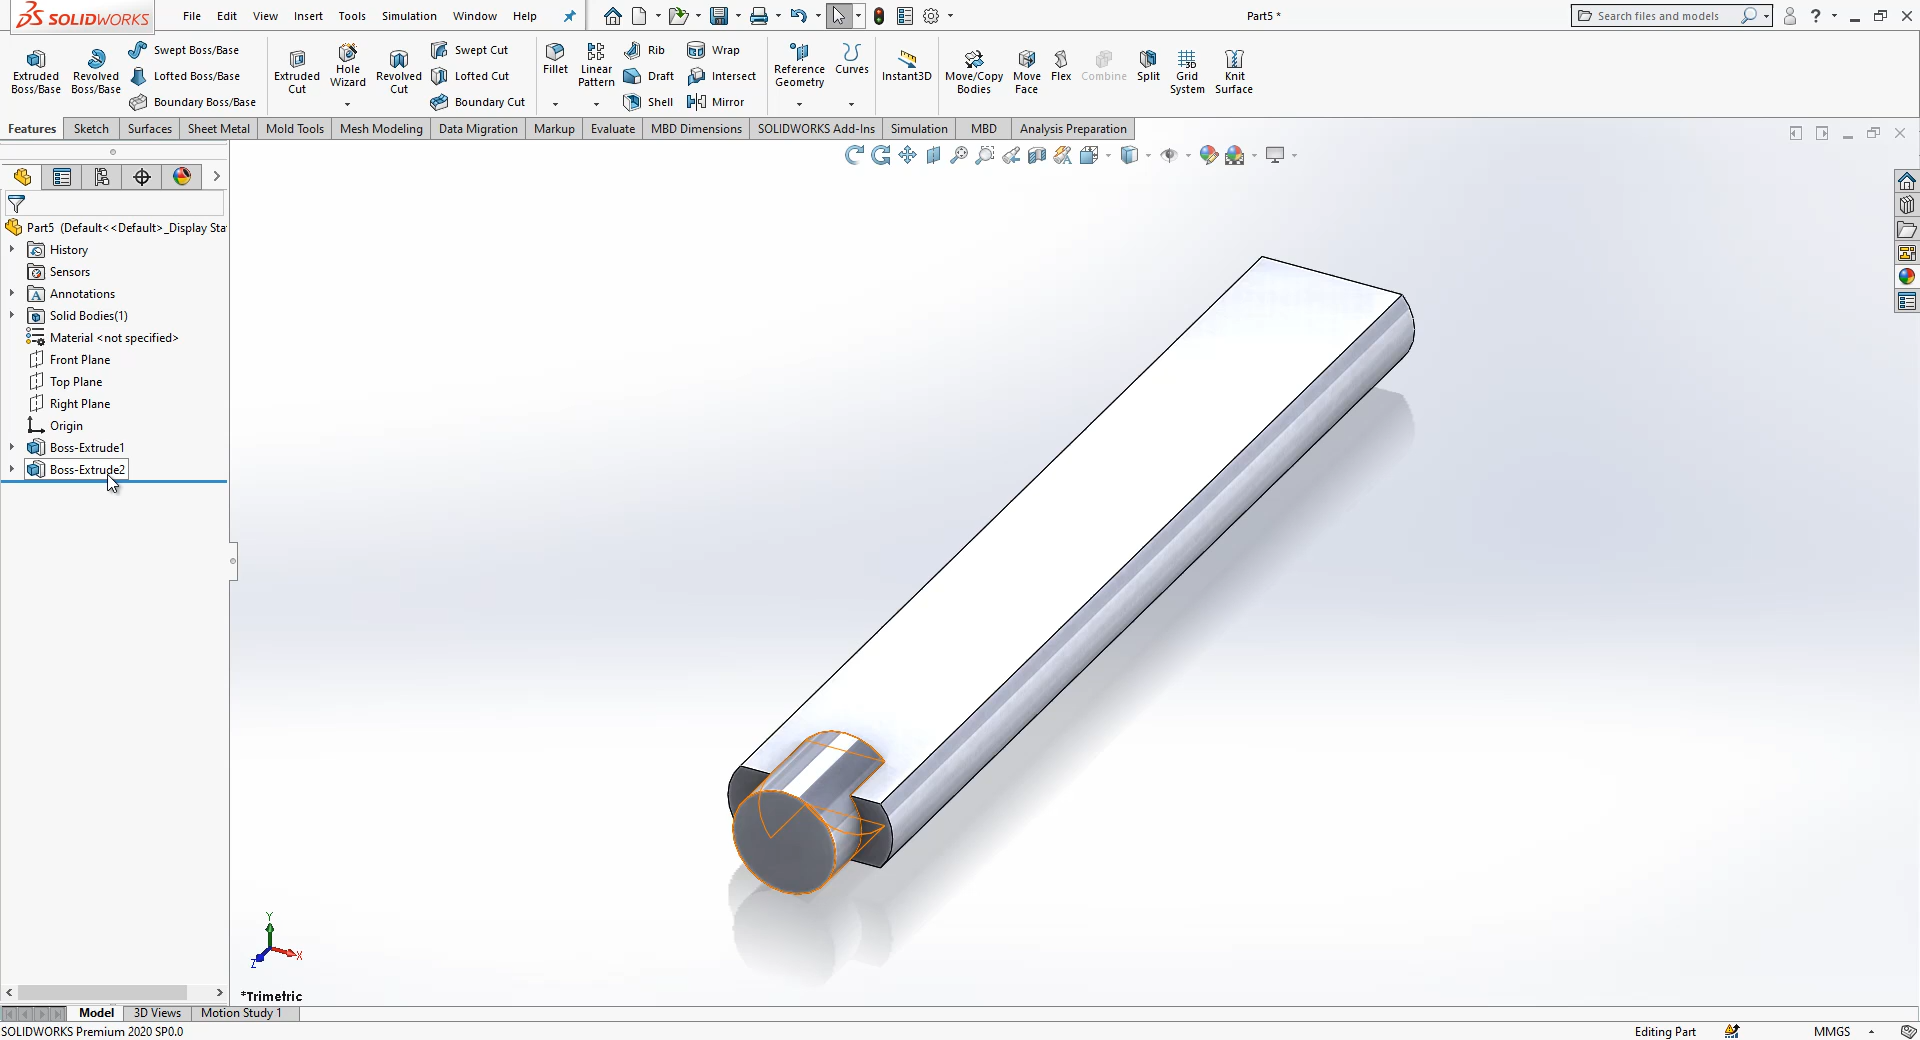 SOLIDWORKS
File Edit View Insert Tools Simulation Window Help
Part5 *
Search files and models
?
Extruded Boss/Base
Revolved Boss/Base
Swept Boss/Base
Lofted Boss/Base
Boundary Boss/Base
Extruded Cut
Hole Wizard
Revolved Cut
Swept Cut
Lofted Cut
Boundary Cut
Fillet
Linear Pattern
Rib
Draft
Shell
Wrap
Intersect
Mirror
Reference Geometry
Curves
Instant3D
Move/Copy Bodies
Move Face
Flex
Combine
Split
Grid System
Knit Surface
Features Sketch Surfaces Sheet Metal Mold Tools Mesh Modeling Data Migration Markup Evaluate MBD Dimensions SOLIDWORKS Add-Ins Simulation MBD Analysis Preparation
Part5 (Default<<Default>_Display Sta
History
Sensors
Annotations
Solid Bodies(1)
Material <not specified>
Front Plane
Top Plane
Right Plane
Origin
Boss-Extrude1
Boss-Extrude2
Y
X
Z
*Trimetric
Model 3D Views Motion Study 1
SOLIDWORKS Premium 2020 SP0.0
Editing Part
MMGS